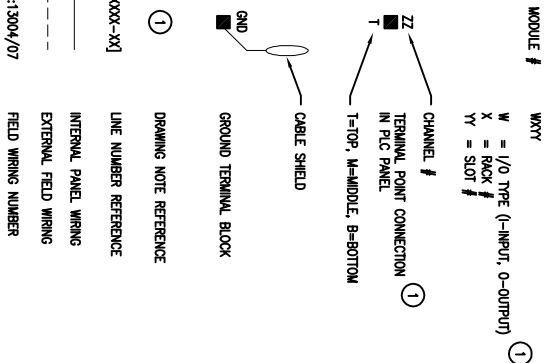 MODULE # WXYY
W = I/O TYPE (I-INPUT, O-OUTPUT) 1
X = RACK #
YY = SLOT #
ZZ CHANNEL #
TERMINAL POINT CONNECTION 1
IN PLC PANEL
T T=TOP, M=MIDDLE, B=BOTTOM
CABLE SHIELD
GND GROUND TERMINAL BLOCK
1 DRAWING NOTE REFERENCE
LINE NUMBER REFERENCE
INTERNAL PANEL WIRING
EXTERNAL FIELD WIRING
:13004/07 FIELD WIRING NUMBER